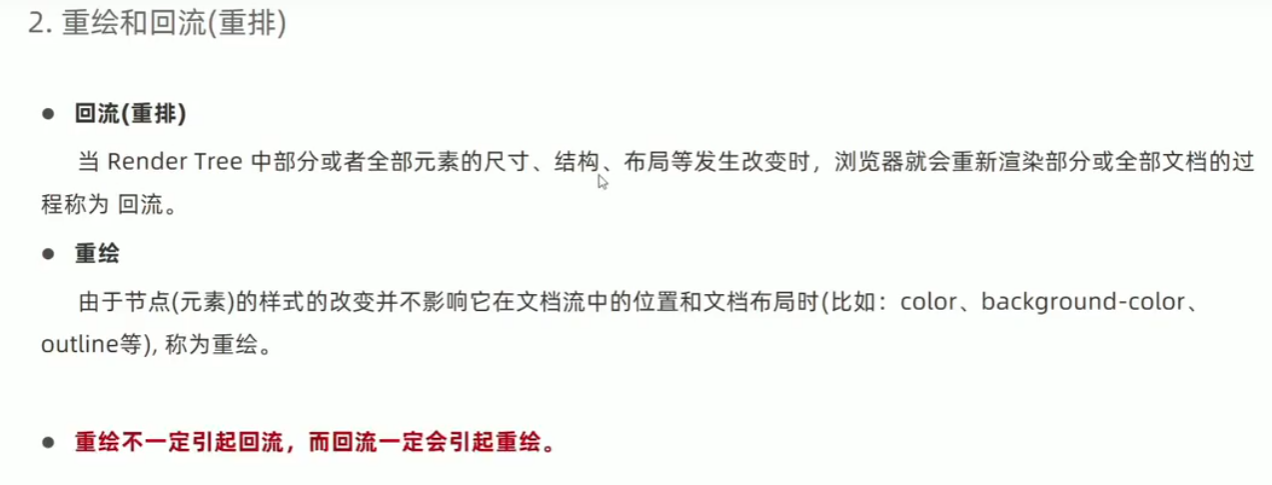 2. 重绘和回流(重排)
● 回流(重排)
当 Render Tree 中部分或者全部元素的尺寸、结构、布局等发生改变时，浏览器就会重新渲染部分或全部文档的过
程称为 回流。
● 重绘
由于节点(元素)的样式的改变并不影响它在文档流中的位置和文档布局时(比如：color、background-color、
outline等), 称为重绘。
● 重绘不一定引起回流，而回流一定会引起重绘。